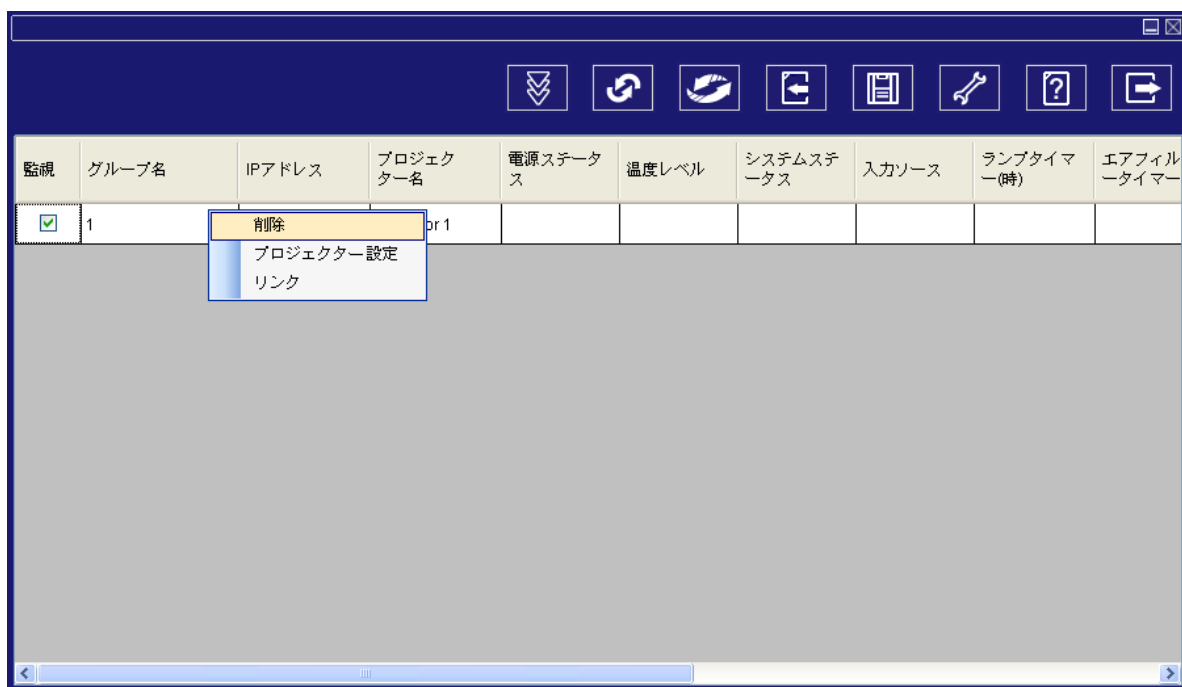 監視 グループ名 IPアドレス プロジェク 電源ステータ 温度レベル システムステ 入力ソース ランプタイマ エアフィル
ター名 ス ータス ー(時) ータイマー
1 or 1
削除
プロジェクター設定
リンク